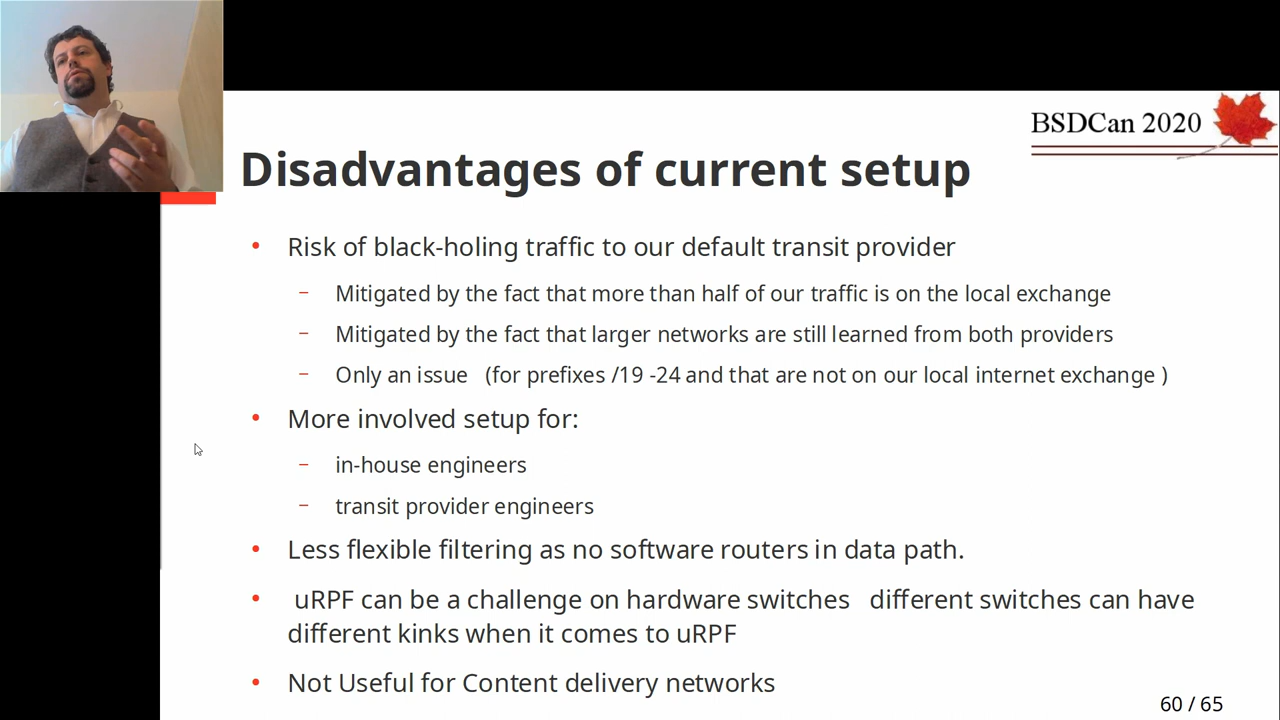 BSDCan 2020
Disadvantages of current setup
• Risk of black-holing traffic to our default transit provider
– Mitigated by the fact that more than half of our traffic is on the local exchange
– Mitigated by the fact that larger networks are still learned from both providers
– Only an issue (for prefixes /19 -24 and that are not on our local internet exchange )
• More involved setup for:
– in-house engineers
– transit provider engineers
• Less flexible filtering as no software routers in data path.
• uRPF can be a challenge on hardware switches different switches can have
different kinks when it comes to uRPF
• Not Useful for Content delivery networks
60 / 65